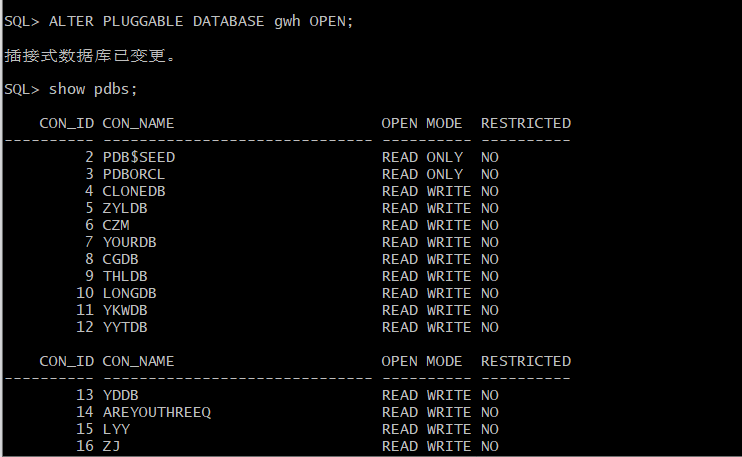 SQL> ALTER PLUGGABLE DATABASE gwh OPEN;
插接式数据库已变更。
SQL> show pdbs;
    CON_ID CON_NAME                       OPEN MODE  RESTRICTED
---------- ------------------------------ ---------- ----------
         2 PDB$SEED                       READ ONLY  NO
         3 PDBORCL                        READ ONLY  NO
         4 CLONEDB                        READ WRITE NO
         5 ZYLDB                          READ WRITE NO
         6 CZM                            READ WRITE NO
         7 YOURDB                         READ WRITE NO
         8 CGDB                           READ WRITE NO
         9 THLDB                          READ WRITE NO
        10 LONGDB                         READ WRITE NO
        11 YKWDB                          READ WRITE NO
        12 YYTDB                          READ WRITE NO
    CON_ID CON_NAME                       OPEN MODE  RESTRICTED
---------- ------------------------------ ---------- ----------
        13 YDDB                           READ WRITE NO
        14 AREYOUTHREEQ                   READ WRITE NO
        15 LYY                            READ WRITE NO
        16 ZJ                             READ WRITE NO